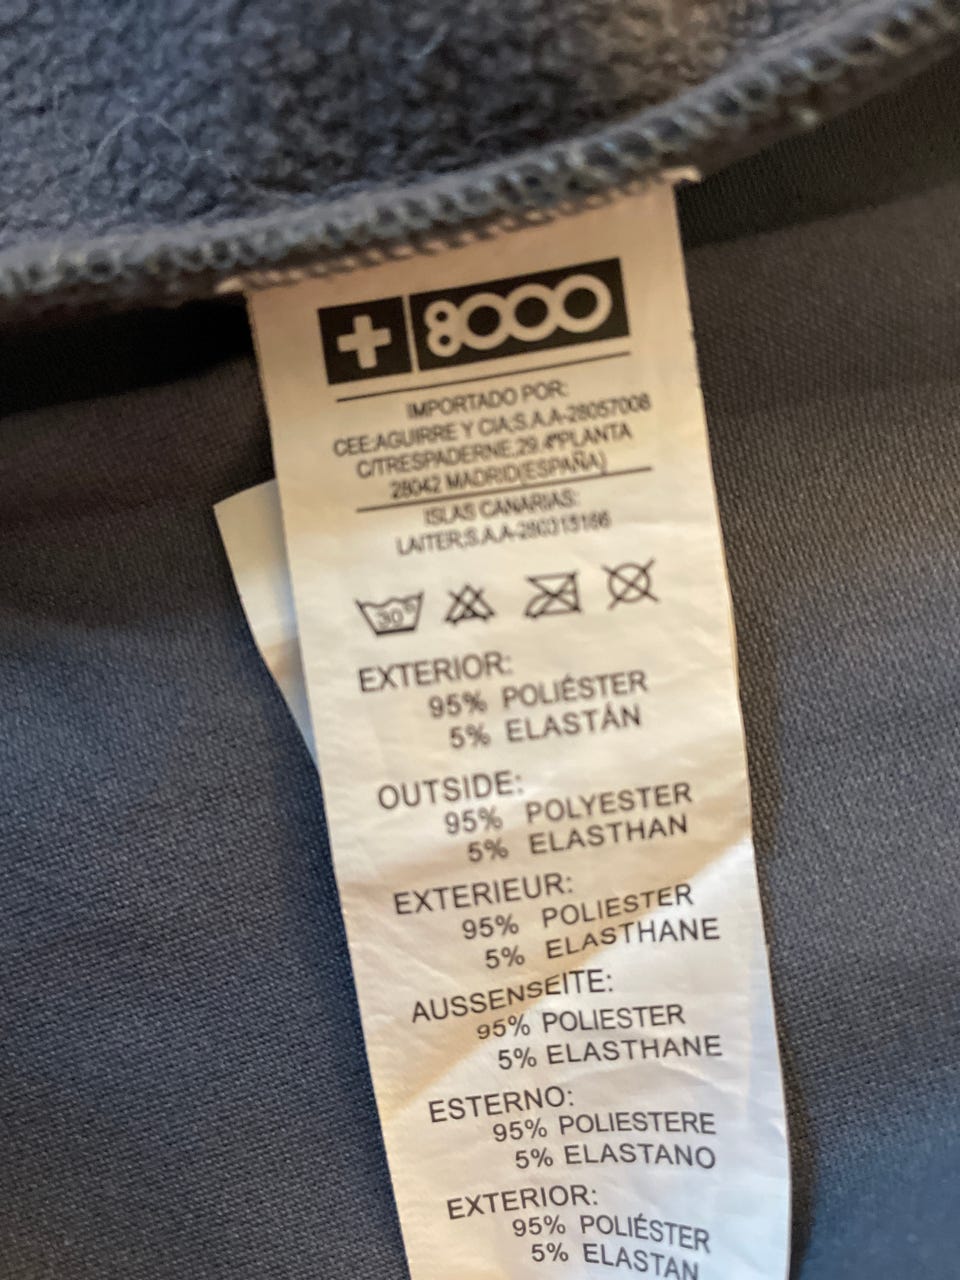 +8000
IMPORTADO POR:
CEE:AGUIRRE Y CIA;S.A.A-28057008
C/TRESPADERNE,29.4ªPLANTA
28042 MADRID(ESPAÑA)
ISLAS CANARIAS:
LAITER;S.A.
30°
EXTERIOR:
95% POLIÉSTER
5% ELASTÁN
OUTSIDE:
95% POLYESTER
5% ELASTHAN
EXTERIEUR:
95% POLIESTER
5% ELASTHANE
AUSSENSEITE:
95% POLIESTER
5% ELASTHANE
ESTERNO:
95% POLIESTERE
5% ELASTANO
EXTERIOR:
95% POLIÉSTER
5% ELASTAN